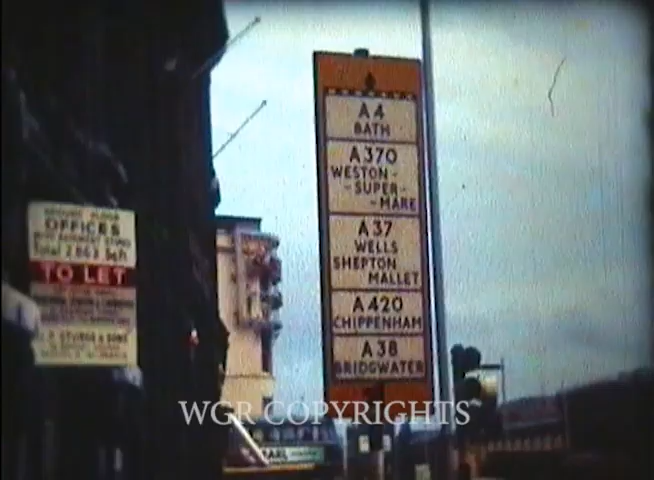 A4
BATH
A370
WESTON-
-SUPER-
-MARE
A37
WELLS
SHEPTON
MALLET
A420
CHIPPENHAM
A38
BRIDGWATER
OFFICES
TO LET
& SONS
WGR COPYRIGHTS